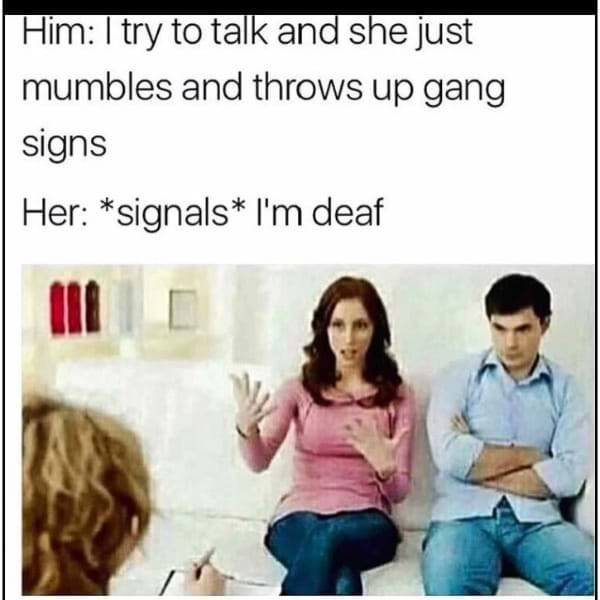 Him: I try to talk and she just
mumbles and throws up gang
signs
Her: *signals* I'm deaf